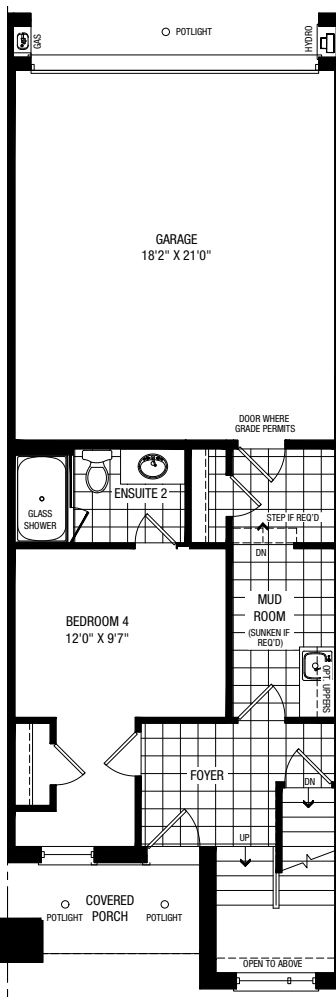 GAS
POTLIGHT
HYDRO
GARAGE
18'2" X 21'0"
DOOR WHERE
GRADE PERMITS
ENSUITE 2
GLASS
SHOWER
STEP IF REQ'D
DN
BEDROOM 4
12'0" X 9'7"
MUD
ROOM
(SUNKEN IF
REQ'D)
OPT. UPPERS
FOYER
DN
UP
COVERED
PORCH
POTLIGHT
POTLIGHT
OPEN TO ABOVE